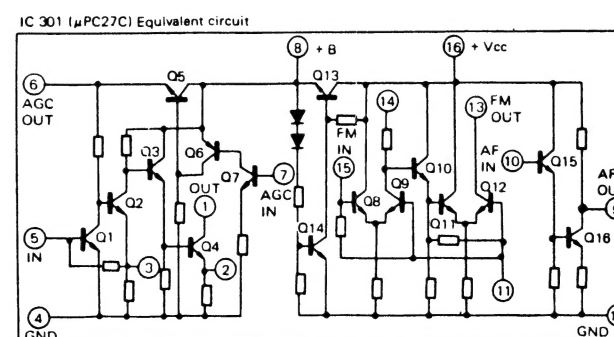 IC 301 (μPC27C) Equivalent circuit
8 + B
16 + Vcc
6
AGC
OUT
Q5
Q13
14
13 FM
OUT
FM
IN
Q3
Q6
OUT
Q7
7
AGC
IN
15
Q10
AF
IN
10
Q15
Q2
1
Q8
Q9
Q11
Q12
AF
OU
5
IN
Q1
Q4
Q14
Q16
3
2
11
4
GND
GND